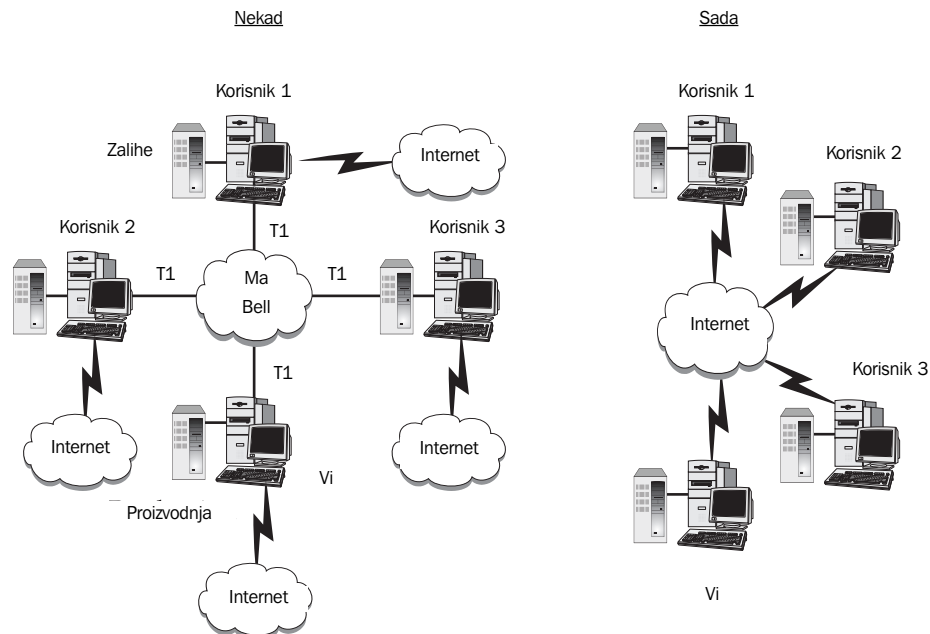 Nekad
Sada
Korisnik 1
Zalihe
Internet
Korisnik 2
T1
T1
Ma
Bell
T1
Korisnik 3
T1
Internet
Internet
Vi
Proizvodnja
Internet
Korisnik 1
Korisnik 2
Internet
Korisnik 3
Vi